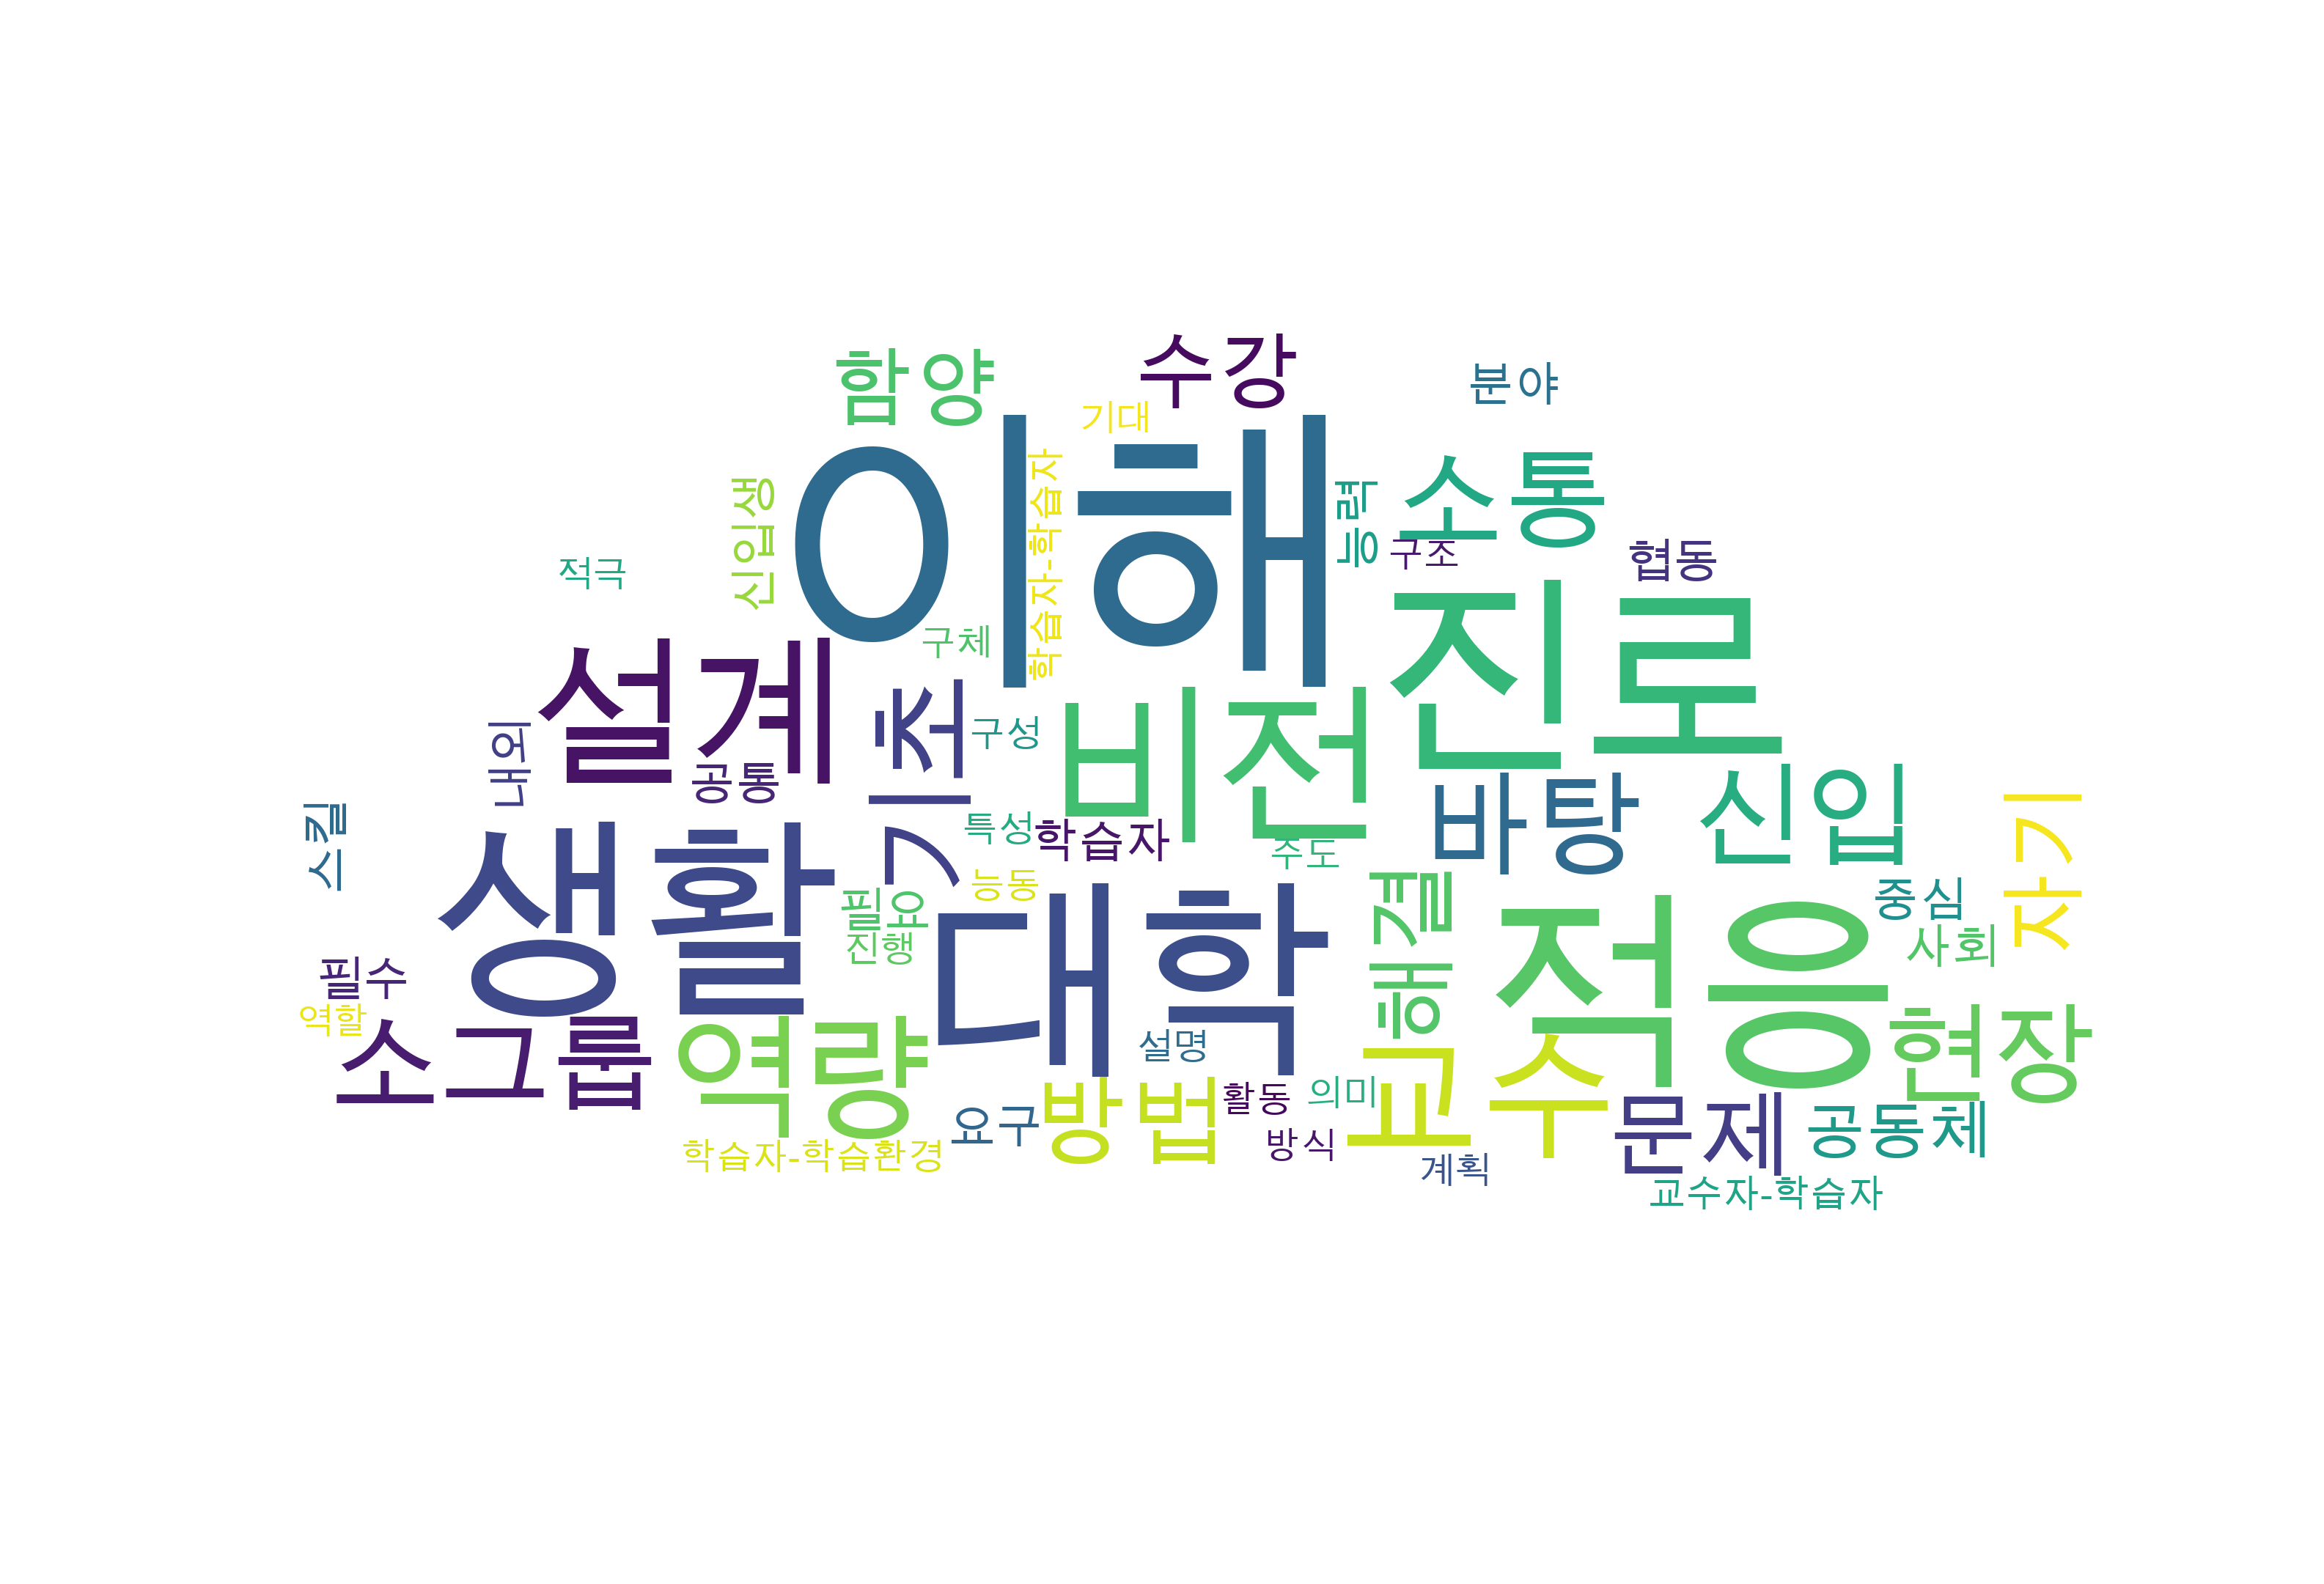 함양
수강
분야
기대
이해
소통
학습자-학습자
신입생
능력
구조
협동
적극
진로
구체
설계
비전
기초
구성
내외
공통
바탕
신입
자기
스킬
생활
특성
학습자
주도
능동
필요
진행
대학
해결
적응
중심
사회
필수
역할
소그룹
역량
설명
현장
교수
방법
활동
의미
요구
문제
공동체
방식
학습자-학습환경
계획
교수자-학습자